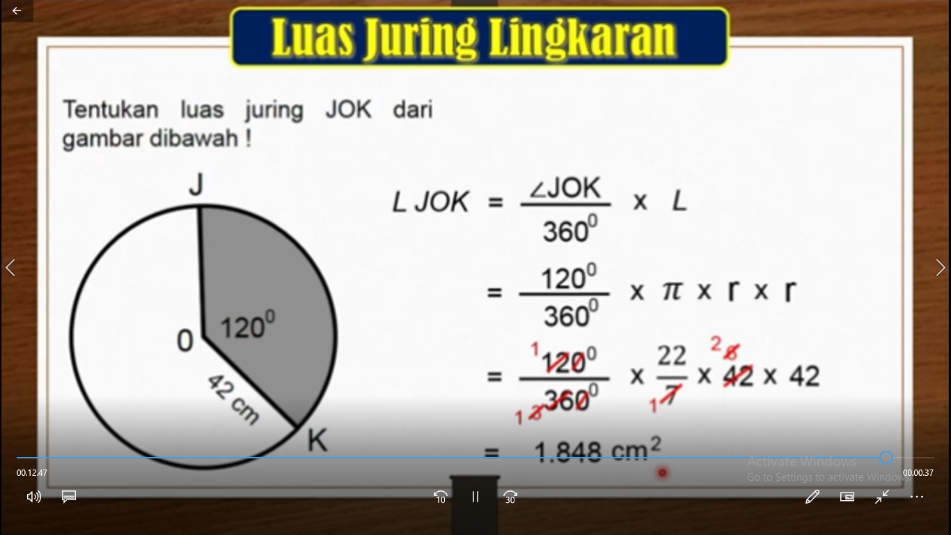 Luas Juring Lingkaran
Tentukan luas juring JOK dari
gambar dibawah !
J
O
120⁰
42 cm
K
L JOK = ∠JOK / 360⁰ x L
= 120⁰ / 360⁰ x π x r x r
= 1 120⁰ / 1 3 360⁰ x 22 / 1 7 x 2 6 42 x 42
= 1.848 cm²
Activate Windows
Go to Settings to activate Windows.
00.12.47
00.00.37
10
30